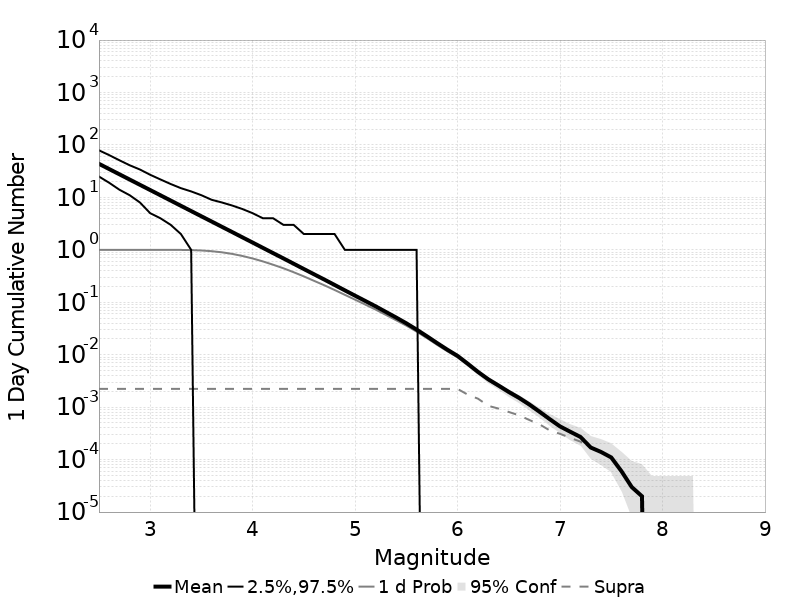 10^4
10^3
10^2
10^1
10^0
10^-1
10^-2
10^-3
10^-4
10^-5
1 Day Cumulative Number
3 4 5 6 7 8 9
Magnitude
Mean 2.5%,97.5% 1 d Prob 95% Conf Supra